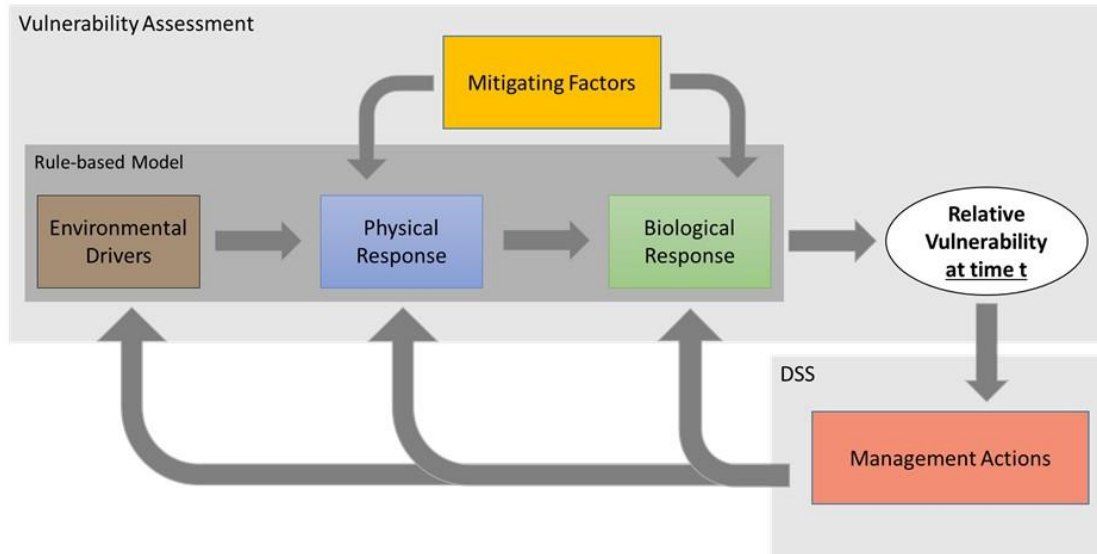 Vulnerability Assessment
Mitigating Factors
Rule-based Model
Environmental
Drivers
Physical
Response
Biological
Response
Relative
Vulnerability
at time t
DSS
Management Actions